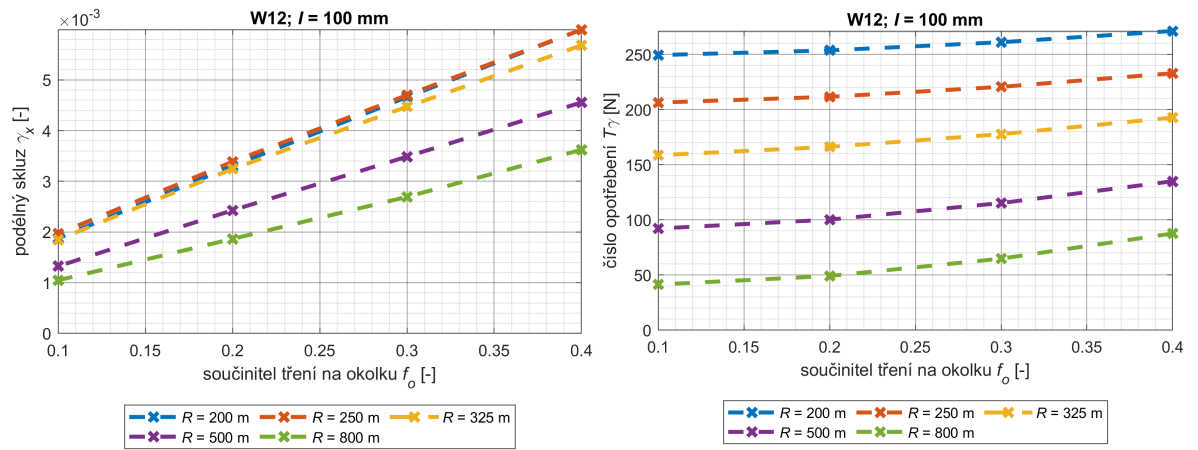 W12; I = 100 mm
×10⁻³
5
4
3
2
1
0
podélný skluz γx [-]
0.1 0.15 0.2 0.25 0.3 0.35 0.4
součinitel tření na okolku fo [-]
R = 200 m R = 250 m R = 325 m
R = 500 m R = 800 m
W12; I = 100 mm
250
200
150
100
50
0
číslo opotřebení Tγ [N]
0.1 0.15 0.2 0.25 0.3 0.35 0.4
součinitel tření na okolku fo [-]
R = 200 m R = 250 m R = 325 m
R = 500 m R = 800 m